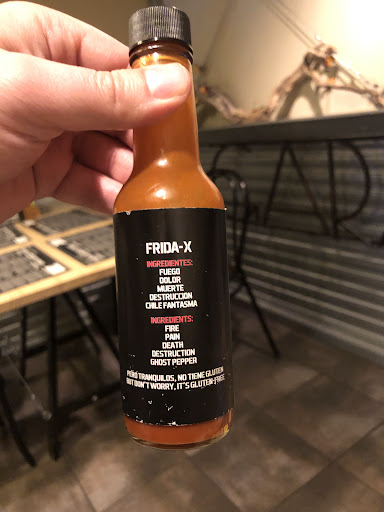 FRIDA-X
INGREDIENTES:
FUEGO
DOLOR
MUERTE
DESTRUCCION
CHILE FANTASMA
INGREDIENTS:
FIRE
PAIN
DEATH
DESTRUCTION
GHOST PEPPER
PERO TRANQUILOS, NO TIENE GLUTEN
BUT DON'T WORRY, IT'S GLUTEN-FREE